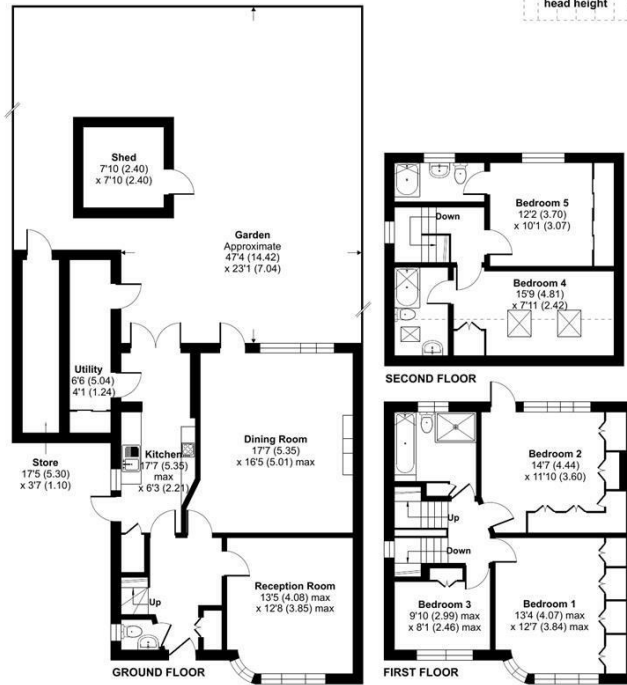 head height
Shed
7'10 (2.40)
x 7'10 (2.40)
Garden
Approximate
47'4 (14.42)
x 23'1 (7.04)
Utility
6'6 (5.04)
4'1 (1.24)
Store
17'5 (5.30)
x 3'7 (1.10)
Kitchen
17'7 (5.35)
max
x 6'3 (2.21)
Dining Room
17'7 (5.35)
x 16'5 (5.01) max
Reception Room
13'5 (4.08) max
x 12'8 (3.85) max
Up
GROUND FLOOR
Down
Bedroom 5
12'2 (3.70)
x 10'1 (3.07)
Bedroom 4
15'9 (4.81)
x 7'11 (2.42)
SECOND FLOOR
Bedroom 2
14'7 (4.44)
x 11'10 (3.60)
Up
Down
Bedroom 3
9'10 (2.99) max
x 8'1 (2.46) max
Bedroom 1
13'4 (4.07) max
x 12'7 (3.84) max
FIRST FLOOR